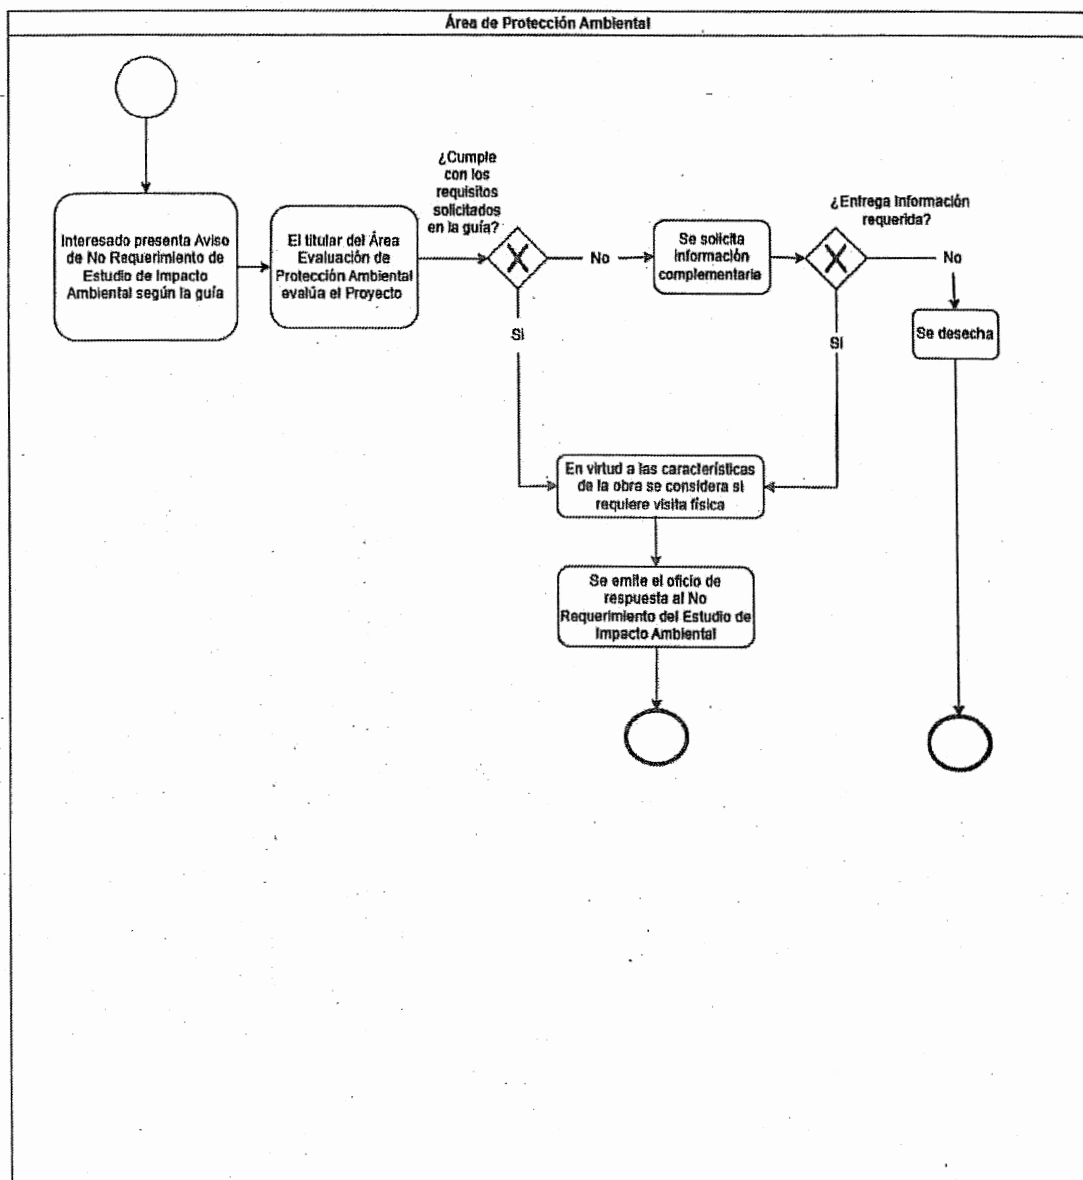 Área de Protección Ambiental
¿Cumple
con los
requisitos
solicitados
en la guía?
Interesado presenta Aviso
de No Requerimiento de
Estudio de Impacto
Ambiental según la guía
El titular del Área
Evaluación de
Protección Ambiental
evalúa el Proyecto
No
Se solicita
información
complementaria
¿Entrega Información
requerida?
No
Se desecha
Si
Si
En virtud a las características
de la obra se considera si
requiere visita física
Se emite el oficio de
respuesta al No
Requerimiento del Estudio de
Impacto Ambiental